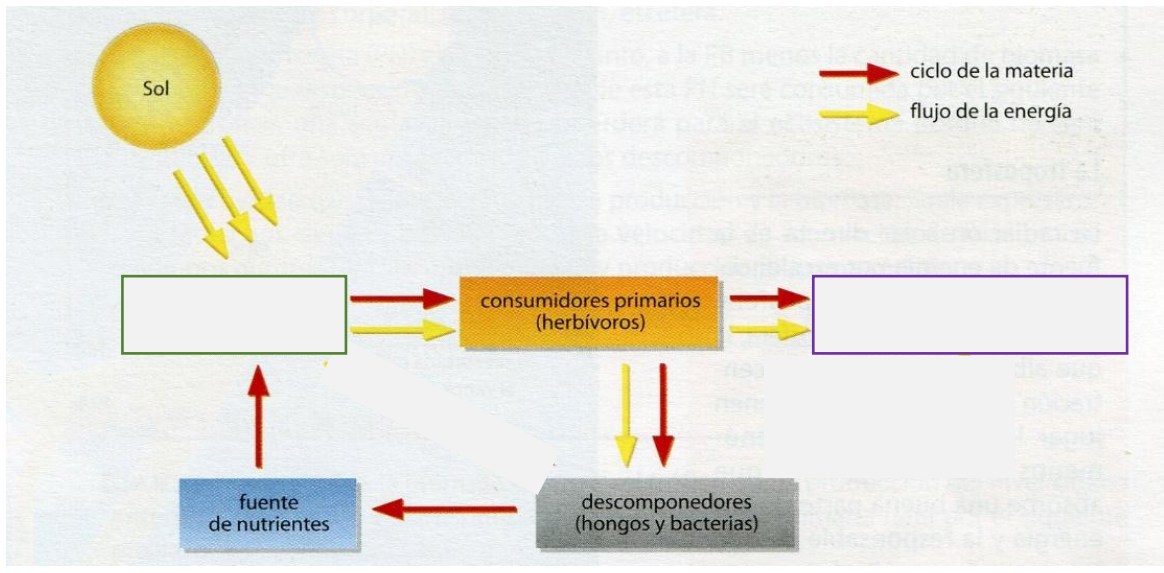 Sol
ciclo de la materia
flujo de la energía
consumidores primarios
(herbívoros)
fuente
de nutrientes
descomponedores
(hongos y bacterias)